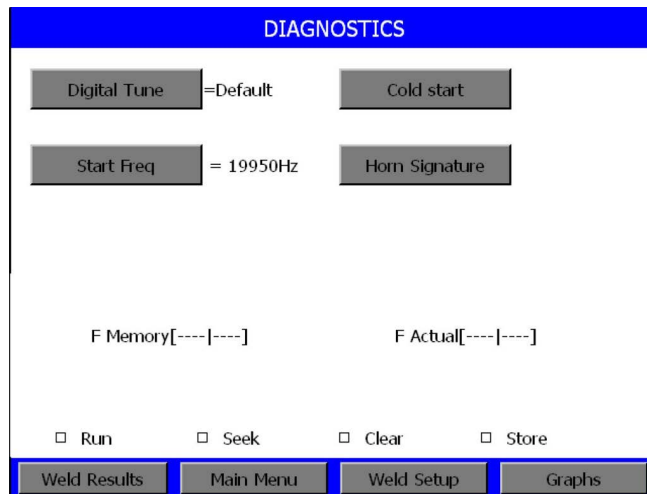 DIAGNOSTICS
Digital Tune =Default Cold start
Start Freq = 19950Hz Horn Signature
F Memory[----|----] F Actual[----|----]
Run Seek Clear Store
Weld Results Main Menu Weld Setup Graphs